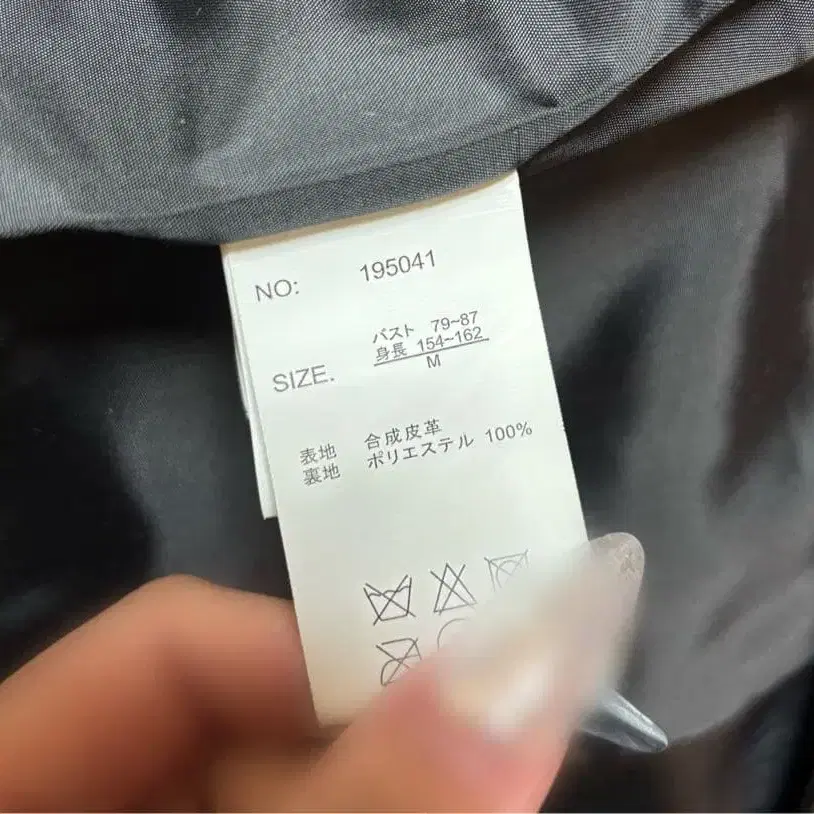 NO: 195041
バスト 79~87
身長 154~162
SIZE. M
表地 合成皮革
裏地 ポリエステル 100%